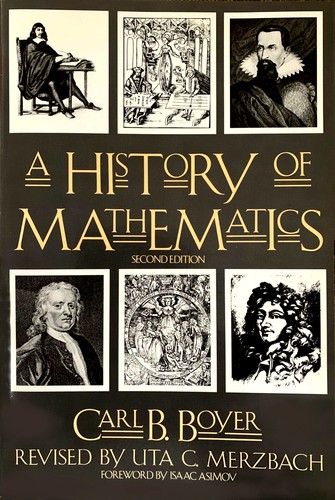 A HISTORY OF
MATHEMATICS
SECOND EDITION
CARL B. BOYER
REVISED BY UTA C. MERZBACH
FOREWORD BY ISAAC ASIMOV